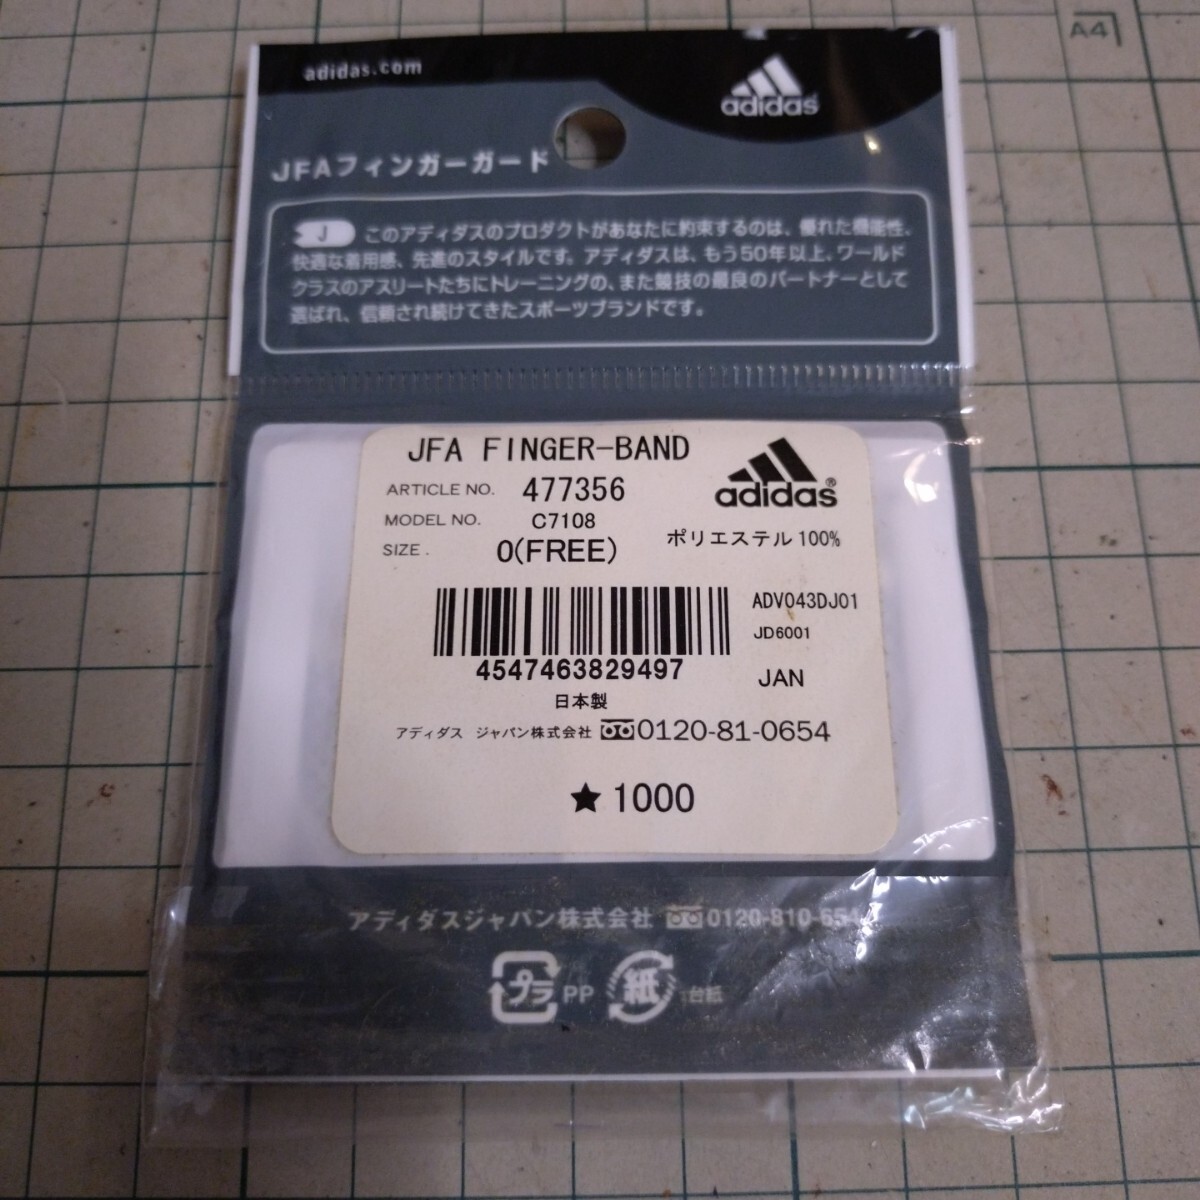 A4
adidas.com
adidas
JFAフィンガーガード
J このアディダスのプロダクトがあなたに約束するのは、優れた機能性、
快適な着用感、先進のスタイルです。アディダスは、もう50年以上、ワールド
クラスのアスリートたちにトレーニングの、また競技の最良のパートナーとして
選ばれ、信頼され続けてきたスポーツブランドです。
JFA FINGER-BAND
adidas®
ARTICLE NO. 477356
MODEL NO. C7108
SIZE. 0(FREE)
ポリエステル100%
ADV043DJ01
JD6001
4547463829497
JAN
日本製
アディダス ジャパン株式会社 0120-81-0654
★1000
アディダスジャパン株式会社 0120-810-654
プラ PP 紙 :台紙